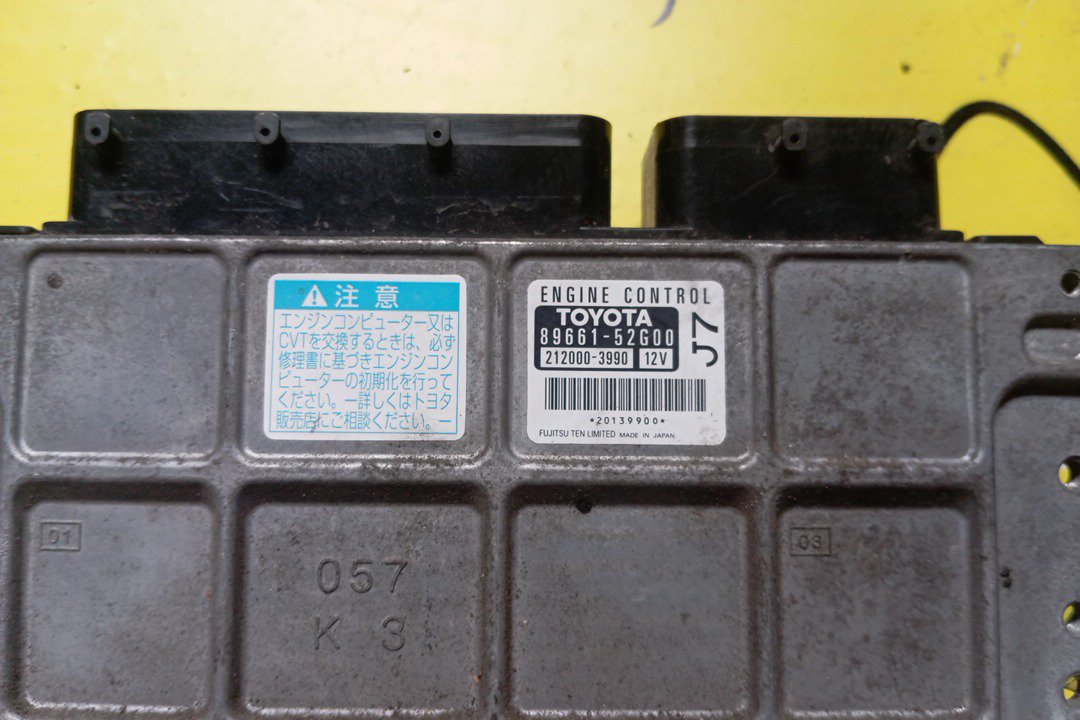 注意
エンジンコンピューター又は
CVTを交換するときは、必ず
修理書に基づきエンジンコン
ピューターの初期化を行って
ください。ー詳しくはトヨタ
販売店にご相談ください。ー
ENGINE CONTROL
TOYOTA
89661-52G00
212000-3990 12V
J7
*20139900*
FUJITSU TEN LIMITED MADE IN JAPAN
01
03
057
K 3